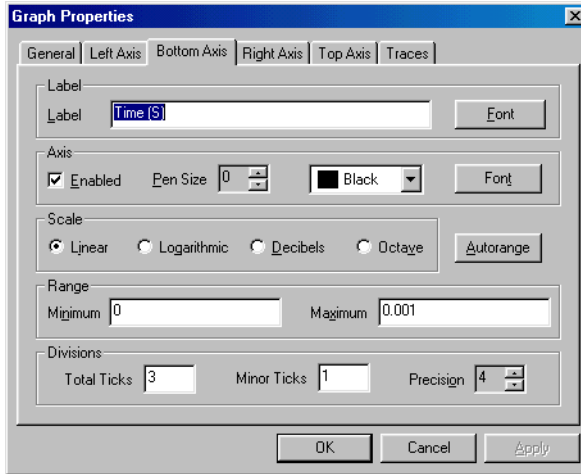 Graph Properties
General Left Axis Bottom Axis Right Axis Top Axis Traces
Label
Label Time (S) Font
Axis
Enabled Pen Size 0 Black Font
Scale
Linear Logarithmic Decibels Octave Autorange
Range
Minimum 0 Maximum 0.001
Divisions
Total Ticks 3 Minor Ticks 1 Precision 4
OK Cancel Apply